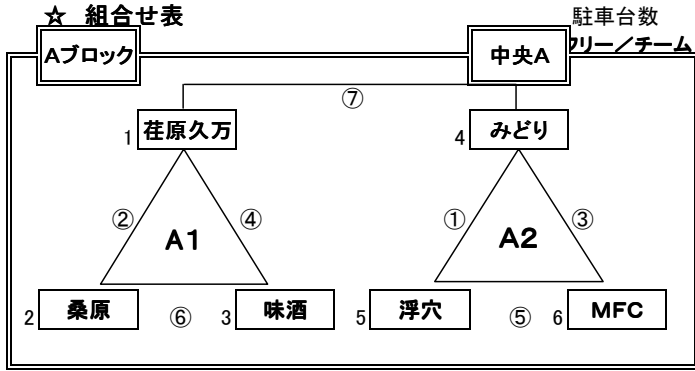 ☆ 組合せ表
駐車台数
Aブロック
中央A
フリー/チーム
⑦
1 荏原久万
4 みどり
② ④
① ③
A1
A2
2 桑原 ⑥ 3 味酒
5 浮穴 ⑤ 6 MFC